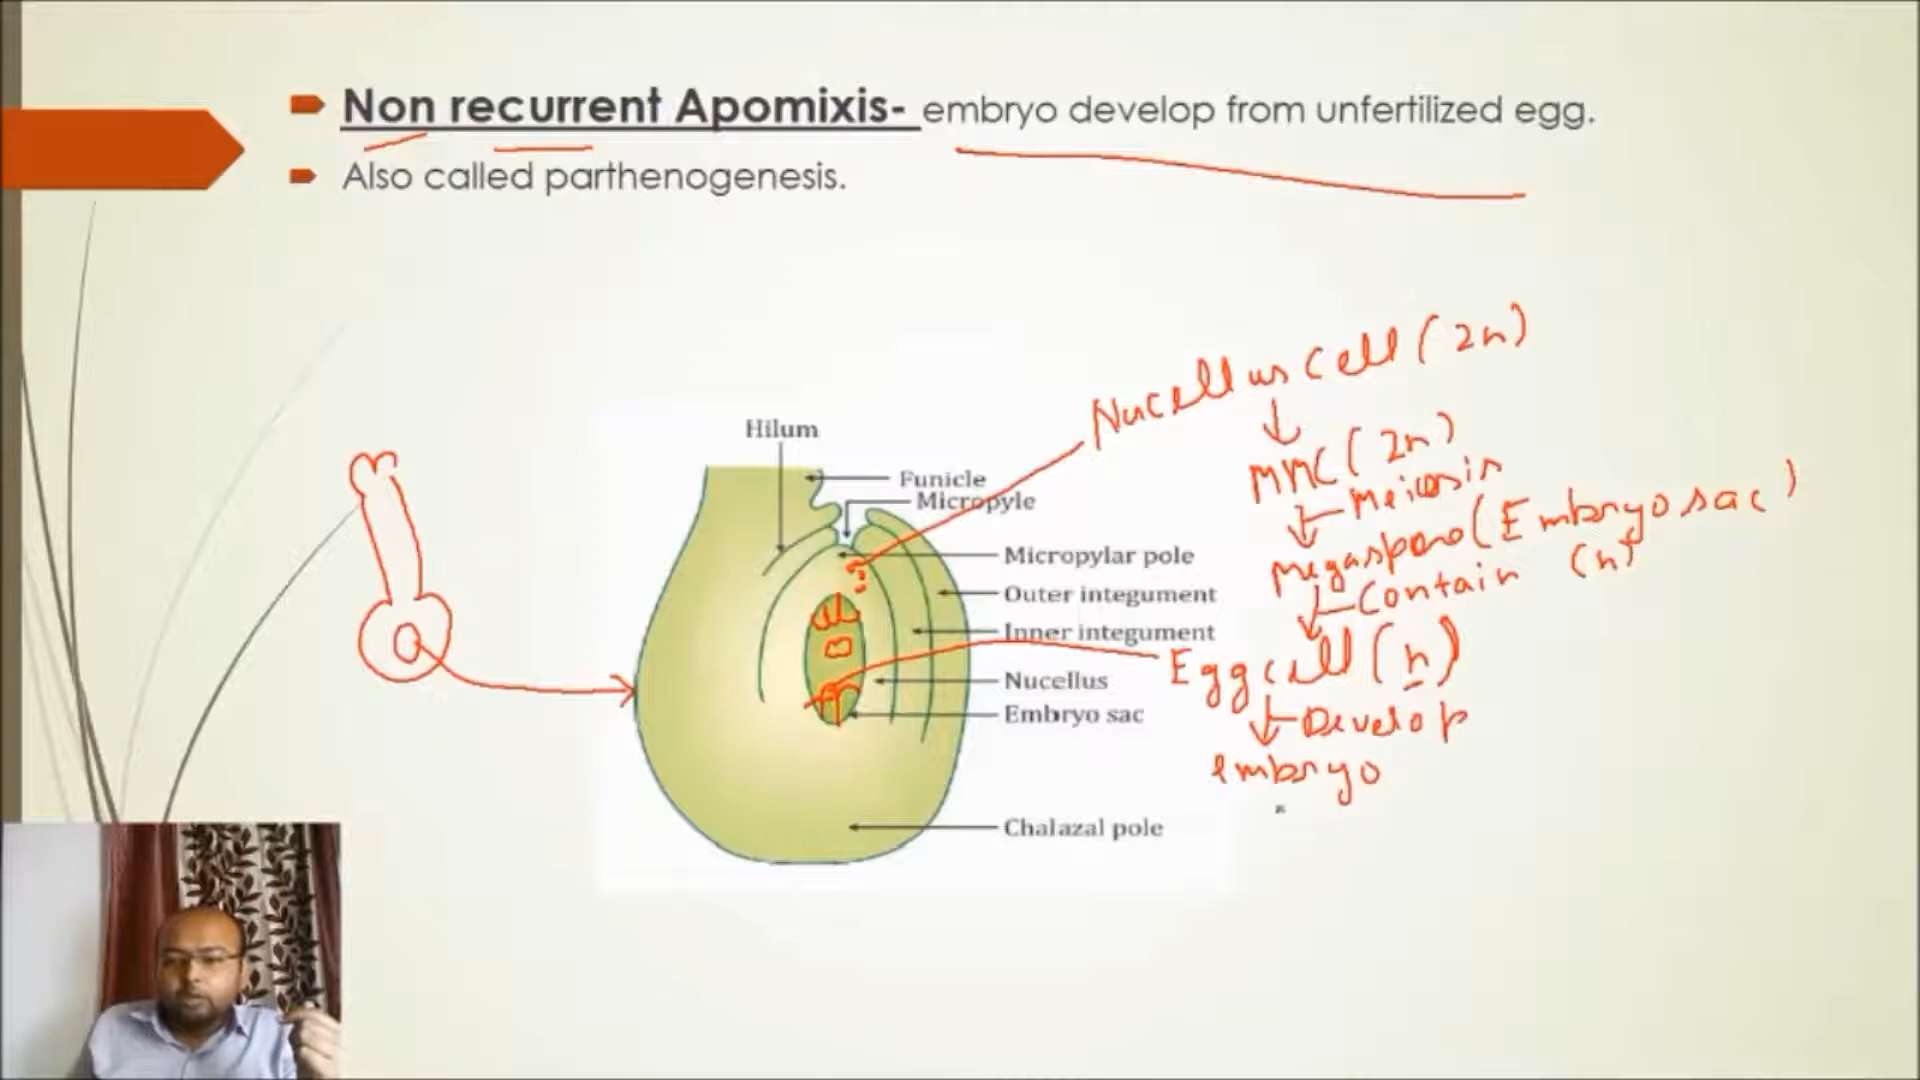 Non recurrent Apomixis- embryo develop from unfertilized egg.
Also called parthenogenesis.
Nucellus cell (2n)
Hilum
MMC (2n)
Funicle
Meiosis
Micropyle
megaspore (Embryo sac)
Micropylar pole
(n)
Contain
Outer integument
Inner integument
Egg cell (n)
Nucellus
Embryo sac
Develop
embryo
Chalazal pole